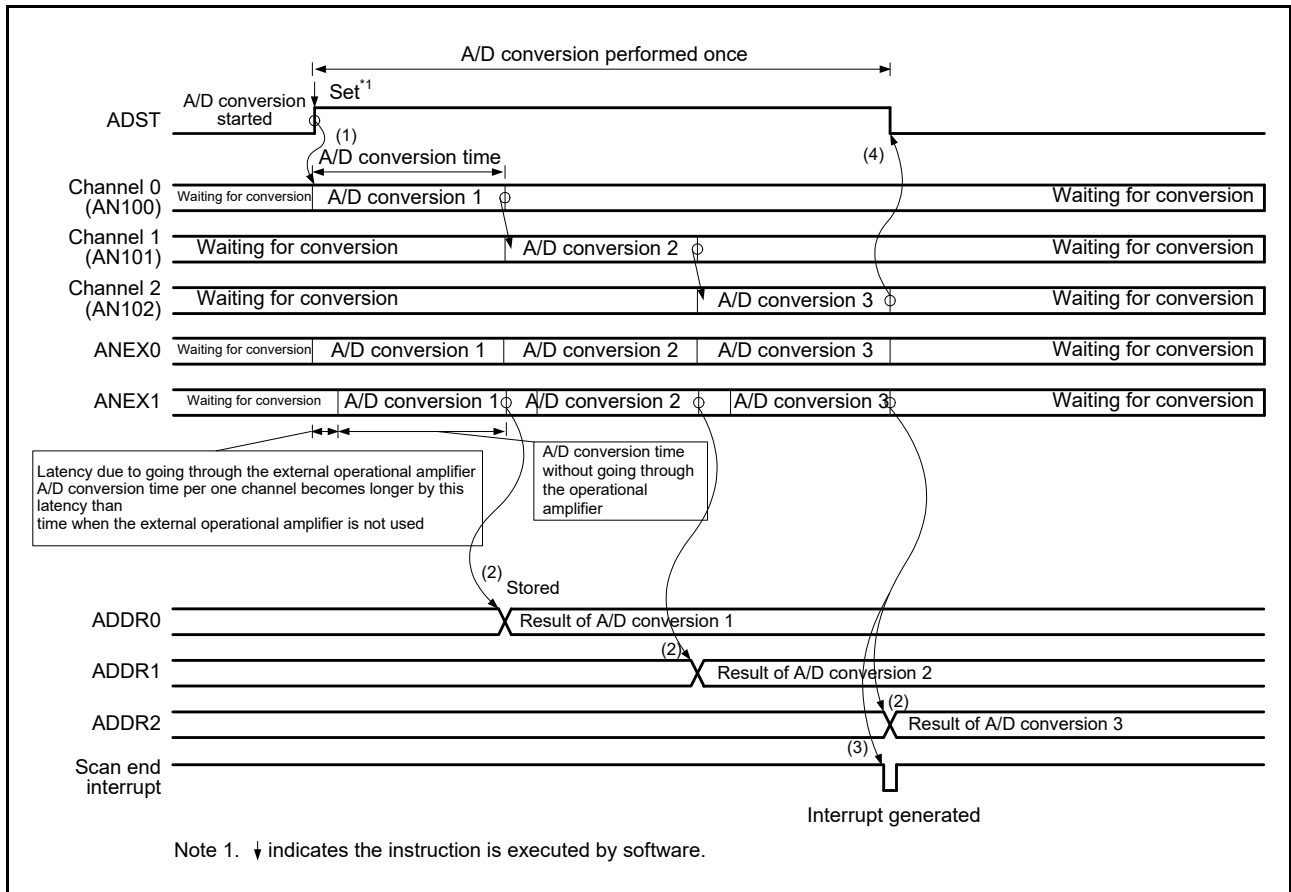 A/D conversion performed once
Set*1
A/D conversion
started
ADST
(1)
(4)
A/D conversion time
Channel 0
(AN100)
Waiting for conversion A/D conversion 1 Waiting for conversion
Channel 1
(AN101)
Waiting for conversion A/D conversion 2 Waiting for conversion
Channel 2
(AN102)
Waiting for conversion A/D conversion 3 Waiting for conversion
ANEX0 Waiting for conversion A/D conversion 1 A/D conversion 2 A/D conversion 3 Waiting for conversion
ANEX1 Waiting for conversion A/D conversion 1 A/D conversion 2 A/D conversion 3 Waiting for conversion
Latency due to going through the external operational amplifier
A/D conversion time per one channel becomes longer by this
latency than
time when the external operational amplifier is not used
A/D conversion time
without going through
the operational
amplifier
(2)
Stored
ADDR0 Result of A/D conversion 1
(2)
ADDR1 Result of A/D conversion 2
(2)
ADDR2 Result of A/D conversion 3
(3)
Scan end
interrupt
Interrupt generated
Note 1. indicates the instruction is executed by software.